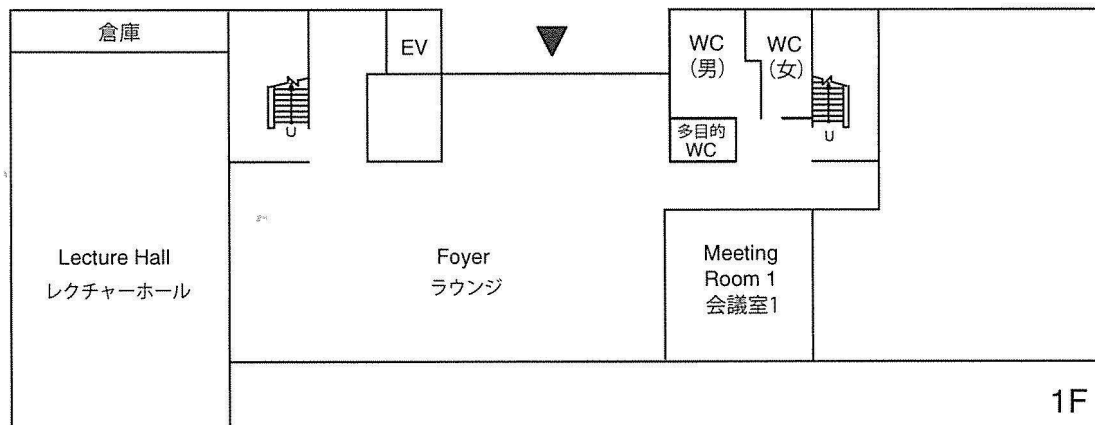 倉庫
EV
WC
(男)
WC
(女)
U
多目的
WC
U
Lecture Hall
レクチャーホール
Foyer
ラウンジ
Meeting
Room 1
会議室1
1F